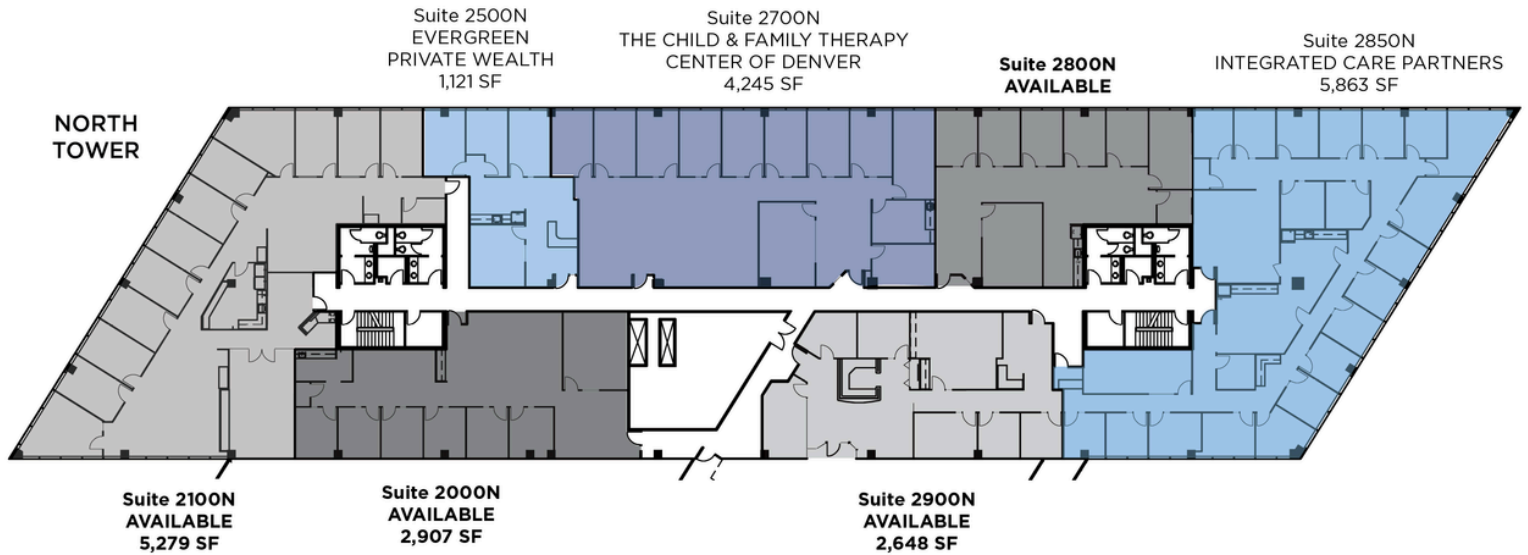 Suite 2500N
EVERGREEN
PRIVATE WEALTH
1,121 SF
Suite 2700N
THE CHILD & FAMILY THERAPY
CENTER OF DENVER
4,245 SF
Suite 2800N
AVAILABLE
Suite 2850N
INTEGRATED CARE PARTNERS
5,863 SF
NORTH
TOWER
Suite 2100N
AVAILABLE
5,279 SF
Suite 2000N
AVAILABLE
2,907 SF
Suite 2900N
AVAILABLE
2,648 SF